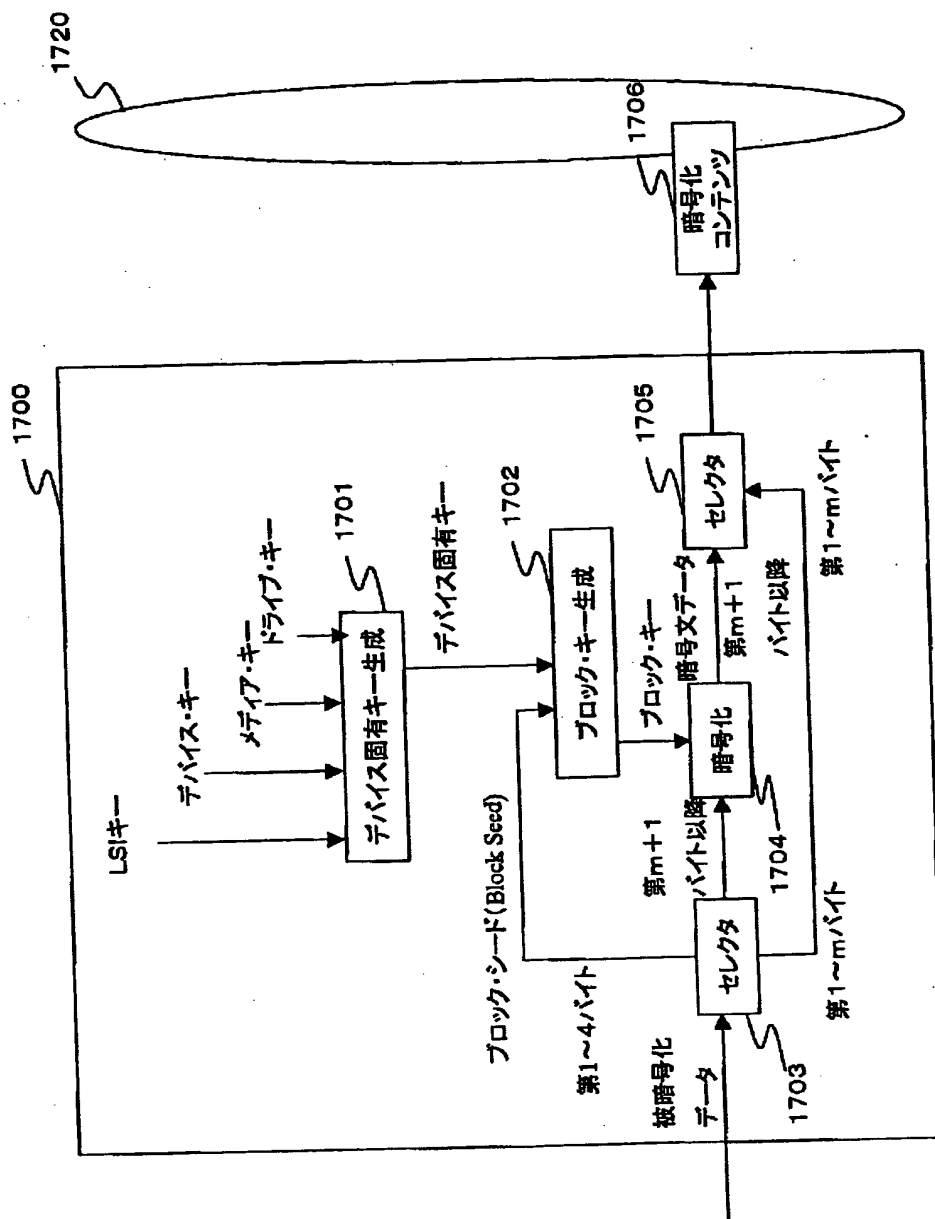 1720
1700
1706
暗号化
コンテンツ
LSIキー
デバイス・キー
メディア・キー
ドライブ・キー
1701
デバイス固有キー生成
デバイス固有キー
1702
ブロック・キー生成
ブロック・シード(Block Seed)
第1~4バイト
ブロック・キー
1705
セレクタ
暗号文データ
第m+1
バイト以降
暗号化
1704
第m+1
バイト以降
セレクタ
1703
被暗号化
データ
第1~mバイト
第1~mバイト